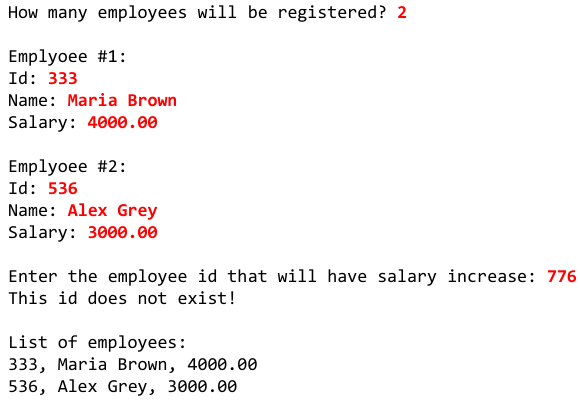 How many employees will be registered? 2
Emplyoee #1:
Id: 333
Name: Maria Brown
Salary: 4000.00
Emplyoee #2:
Id: 536
Name: Alex Grey
Salary: 3000.00
Enter the employee id that will have salary increase: 776
This id does not exist!
List of employees:
333, Maria Brown, 4000.00
536, Alex Grey, 3000.00